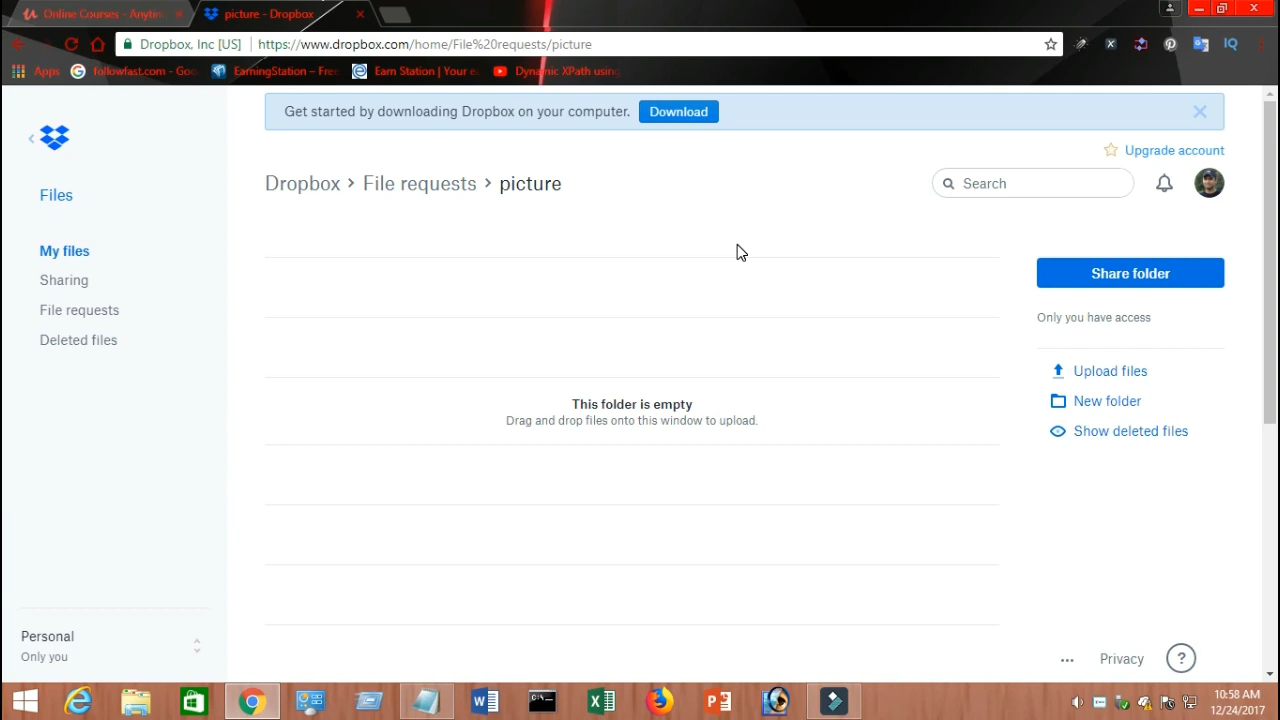 Online Courses - Anytim
picture - Dropbox
Dropbox, Inc [US]
https://www.dropbox.com/home/File%20requests/picture
IQ
Apps
followfast.com - Goo
EarningStation – Free
Earn Station | Your ea
Dynamic XPath using
Get started by downloading Dropbox on your computer.
Download
Upgrade account
Dropbox > File requests > picture
Search
Files
My files
Sharing
File requests
Deleted files
Share folder
Only you have access
Upload files
New folder
Show deleted files
This folder is empty
Drag and drop files onto this window to upload.
Personal
Only you
Privacy
?
10:58 AM
12/24/2017